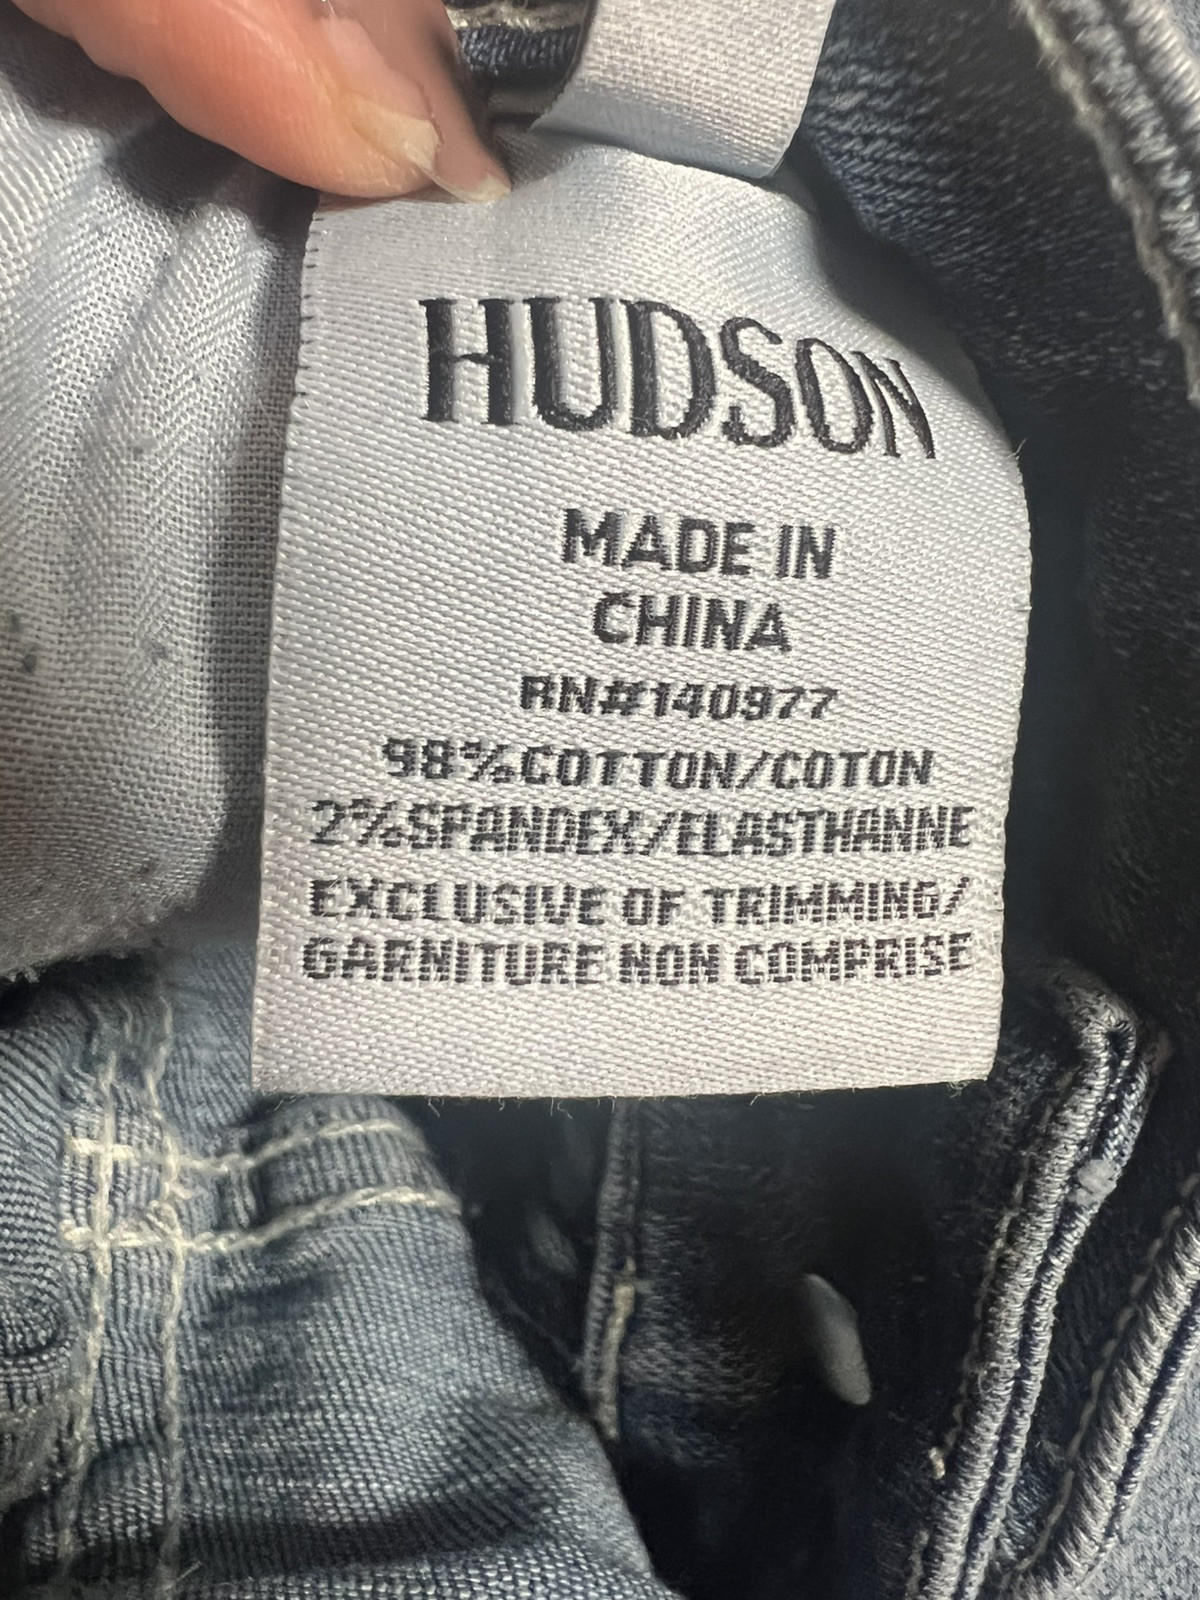 HUDSON
MADE IN
CHINA
RN#140977
98%COTTON/COTON
2%SPANDEX/ELASTHANNE
EXCLUSIVE OF TRIMMING/
GARNITURE NON COMPRISE